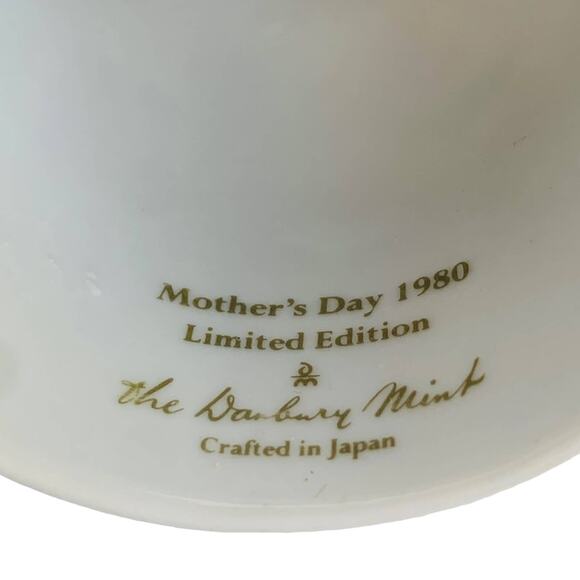 Mother's Day 1980
Limited Edition
the Danbury Mint
Crafted in Japan